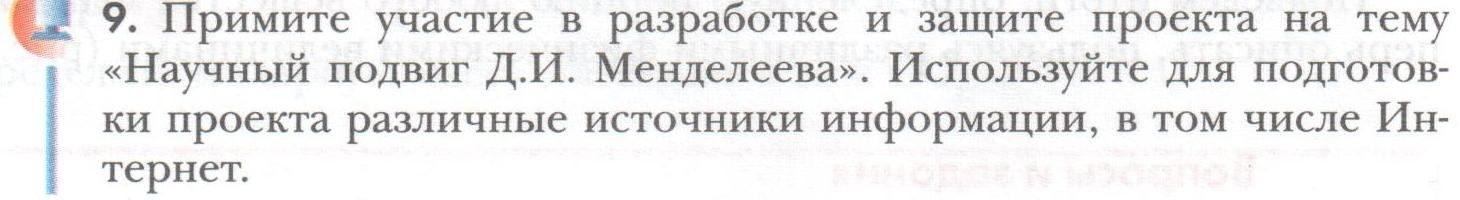 9. Примите участие в разработке и защите проекта на тему
«Научный подвиг Д.И. Менделеева». Используйте для подготов-
ки проекта различные источники информации, в том числе Ин-
тернет.